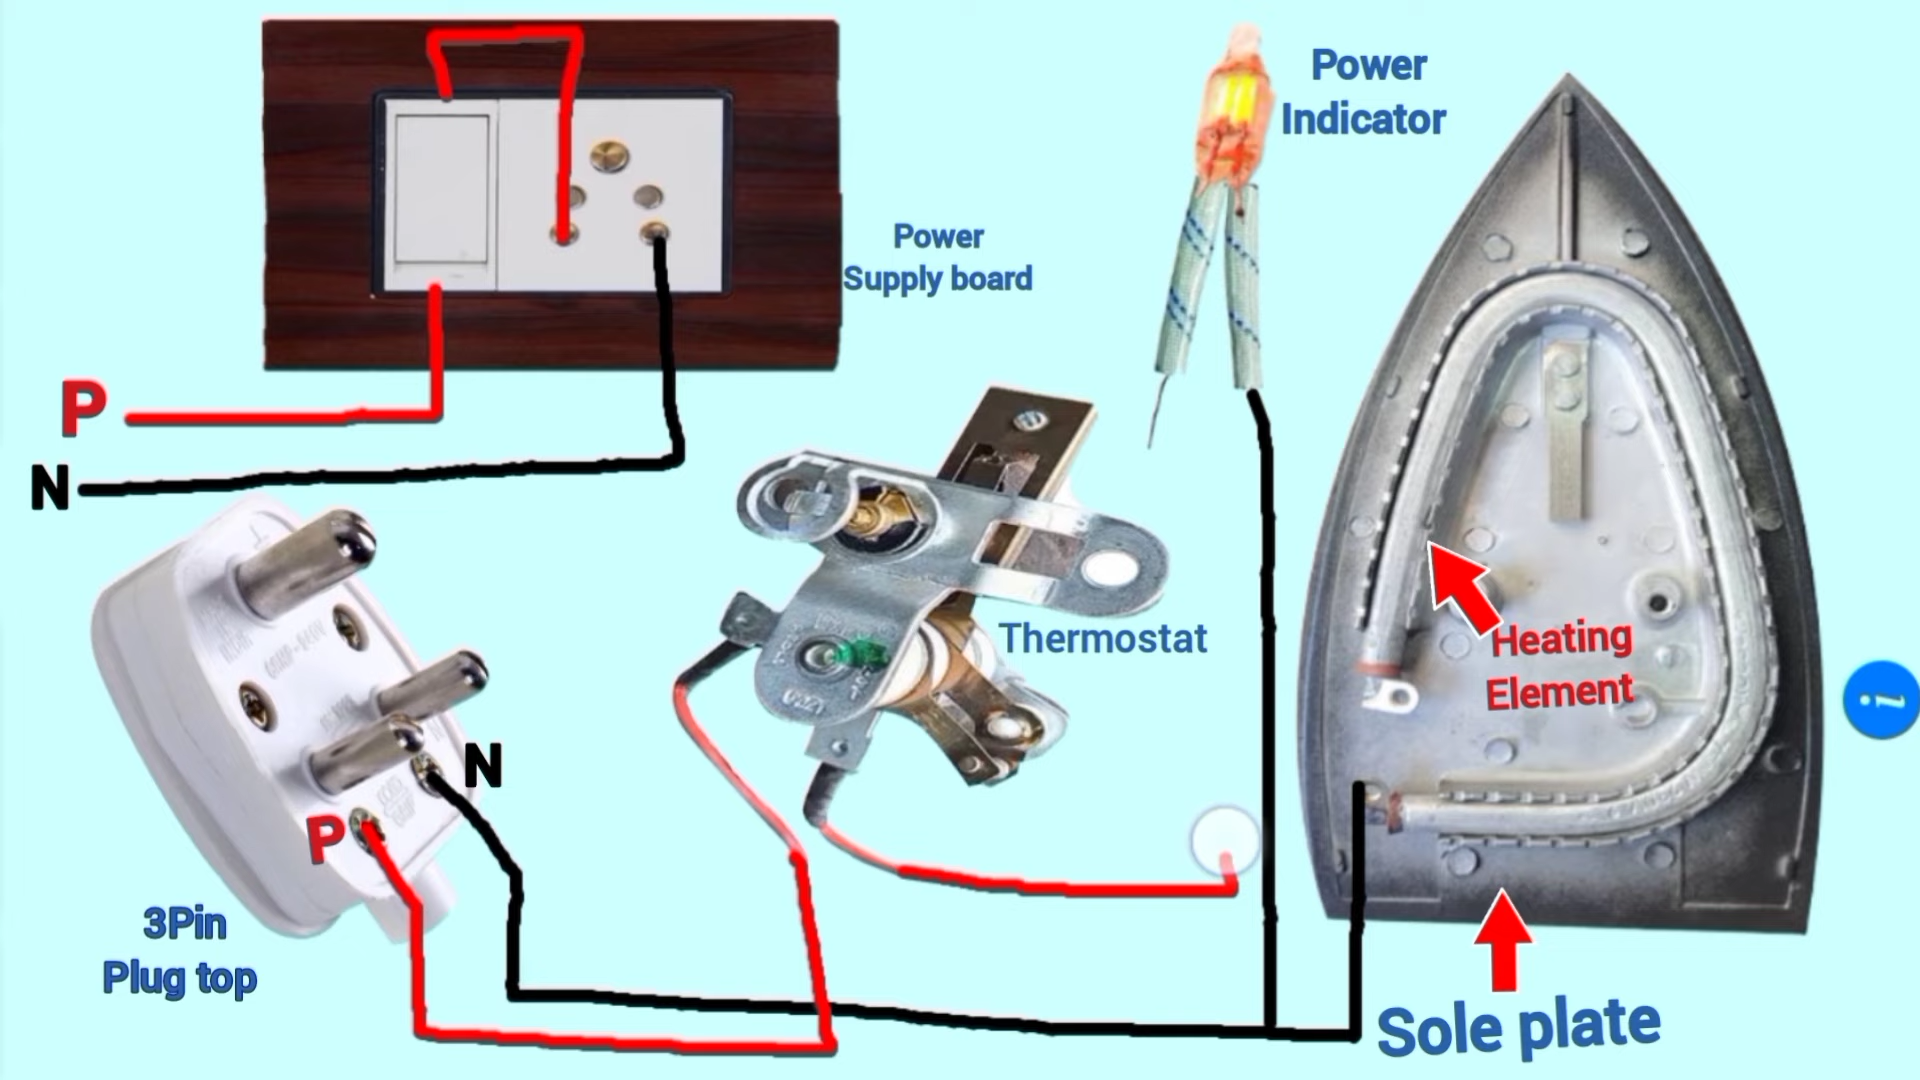 Power
Indicator
Power
Supply board
P
N
Thermostat
Heating
Element
N
P
3Pin
Plug top
Sole plate
i